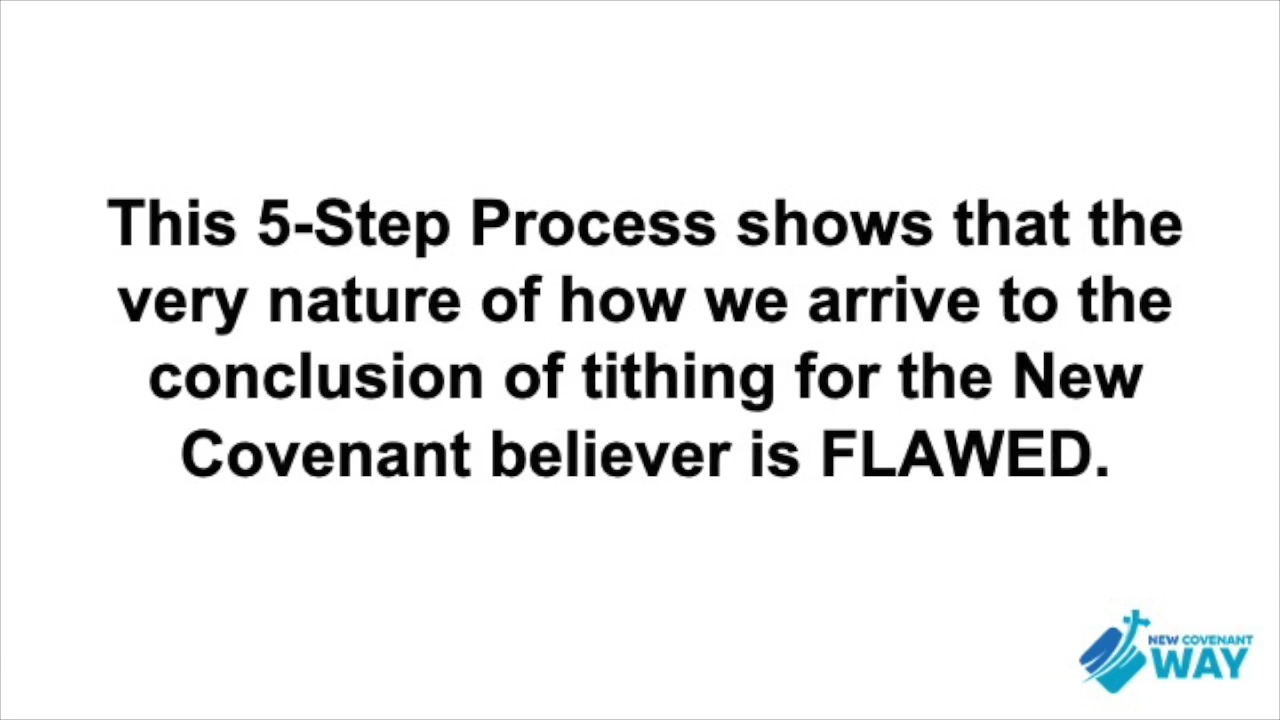 This 5-Step Process shows that the
very nature of how we arrive to the
conclusion of tithing for the New
Covenant believer is FLAWED.
NEW COVENANT
WAY